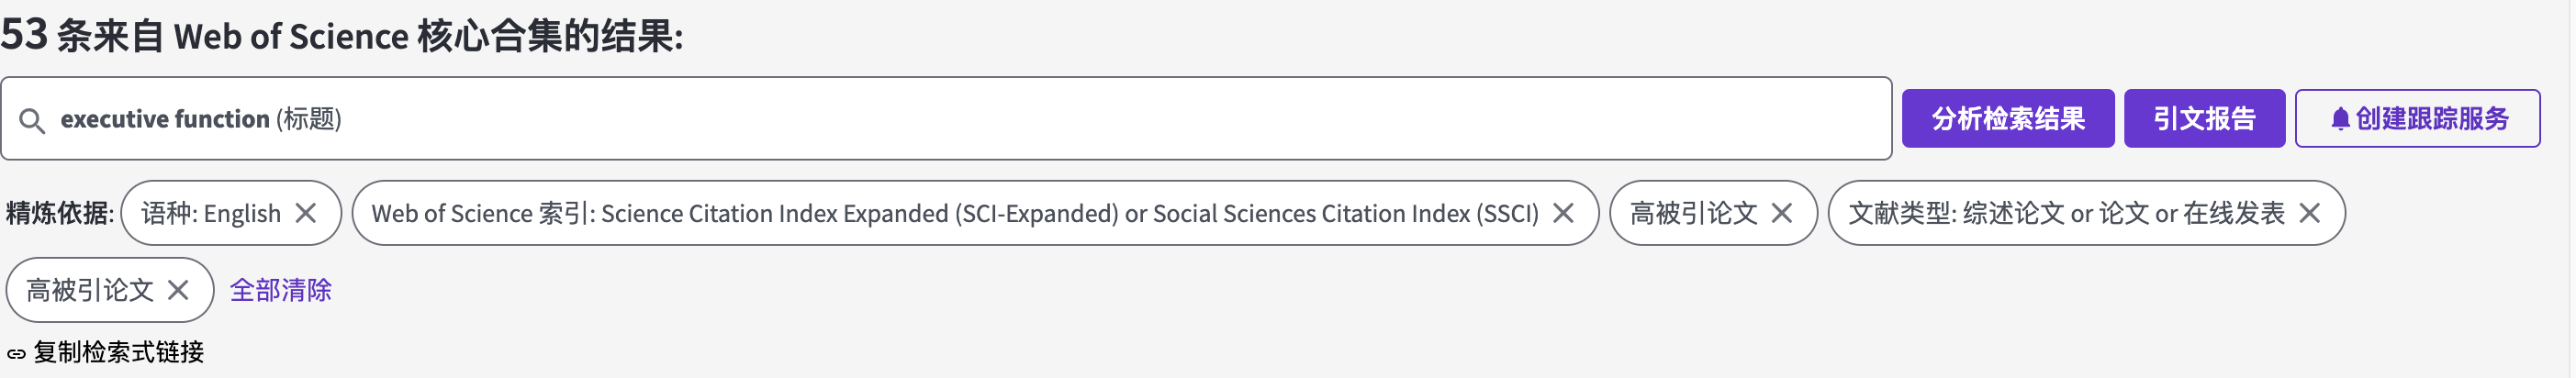 53 条来自 Web of Science 核心合集的结果:
executive function (标题) 分析检索结果 引文报告 创建跟踪服务
精炼依据: 语种: English Web of Science 索引: Science Citation Index Expanded (SCI-Expanded) or Social Sciences Citation Index (SSCI) 高被引论文 文献类型: 综述论文 or 论文 or 在线发表
高被引论文 全部清除
复制检索式链接